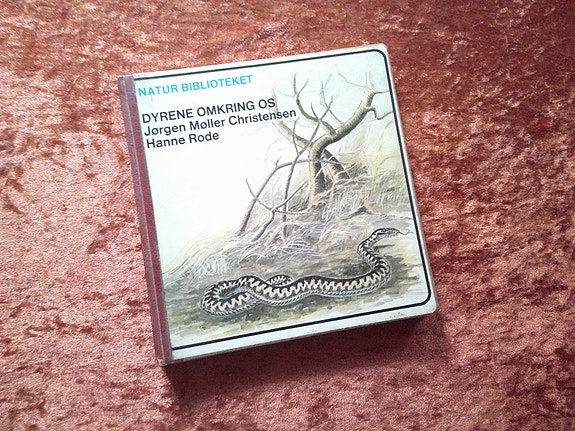 NATUR BIBLIOTEKET
DYRENE OMKRING OS
Jørgen Møller Christensen
Hanne Rode